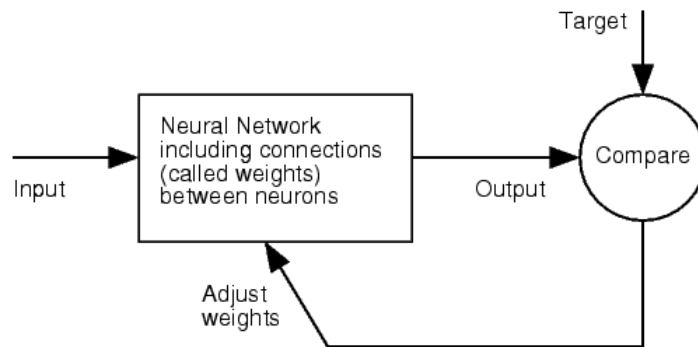 Target
Neural Network
including connections
(called weights)
between neurons
Compare
Input
Output
Adjust
weights